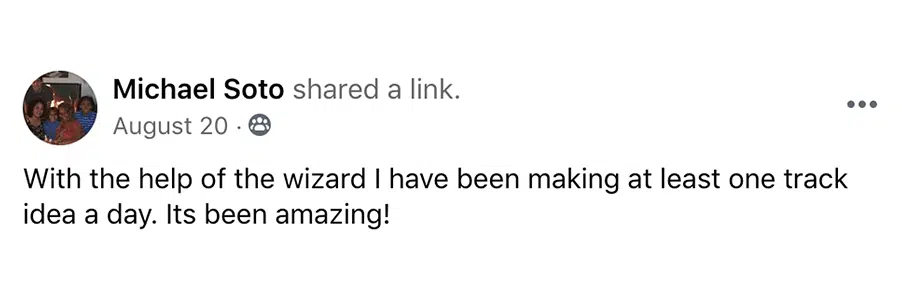 Michael Soto shared a link.
August 20 ·
With the help of the wizard I have been making at least one track
idea a day. Its been amazing!